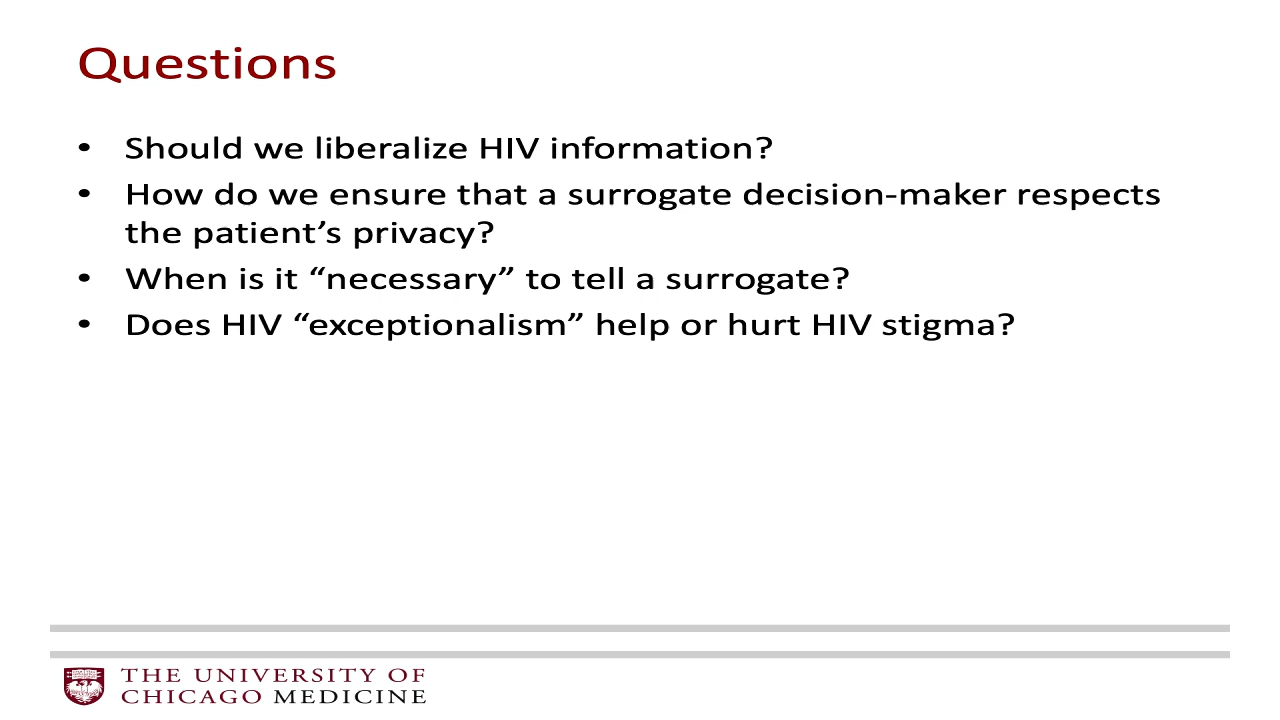 Questions
• Should we liberalize HIV information?
• How do we ensure that a surrogate decision-maker respects
the patient’s privacy?
• When is it “necessary” to tell a surrogate?
• Does HIV “exceptionalism” help or hurt HIV stigma?
THE UNIVERSITY OF
CHICAGO MEDICINE